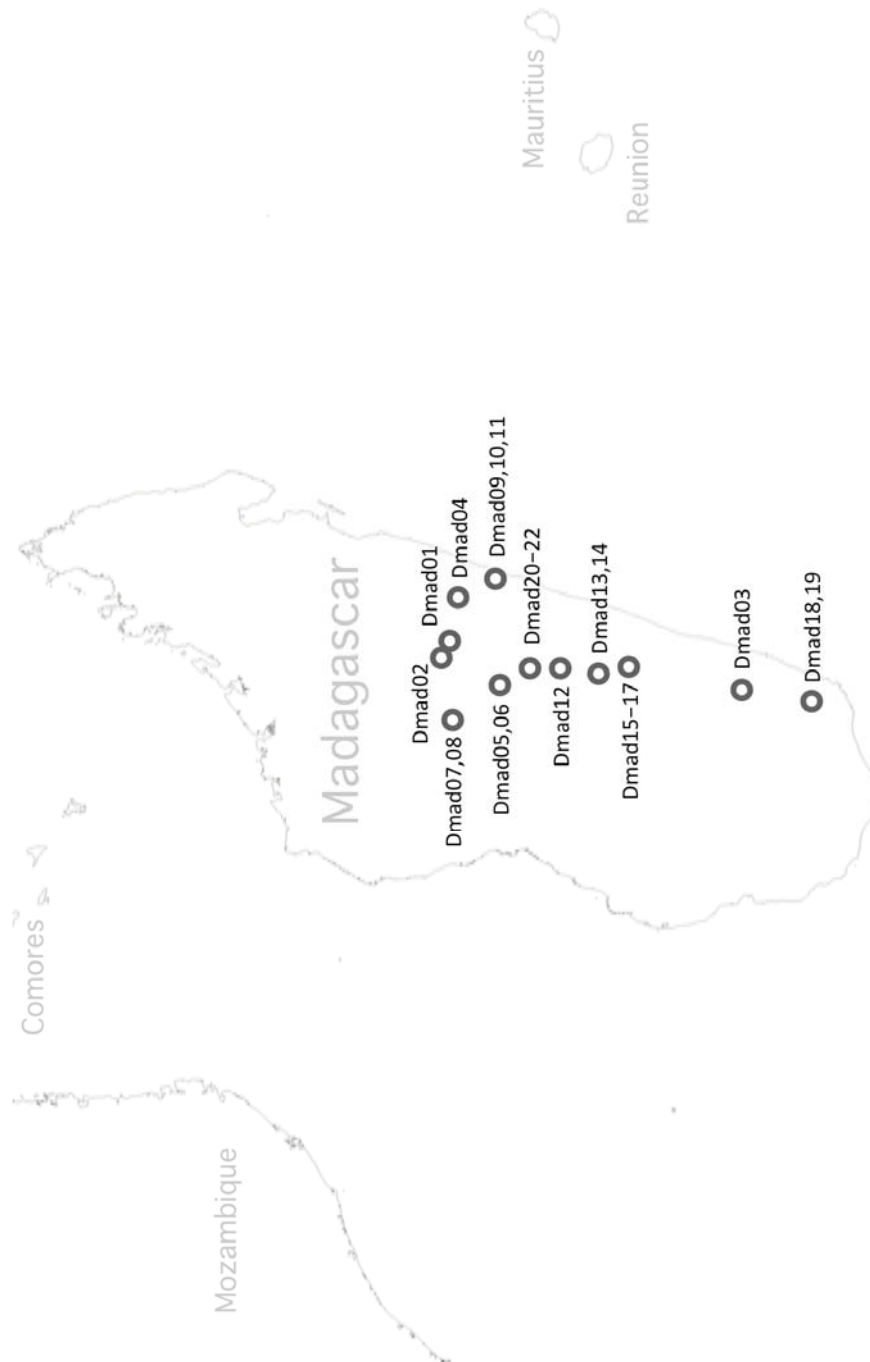 Mauritius
Reunion
Comores
Mozambique
Madagascar
Dmad01
Dmad02
Dmad04
Dmad07,08
Dmad09,10,11
Dmad05,06
Dmad20−22
Dmad12
Dmad13,14
Dmad15−17
Dmad03
Dmad18,19